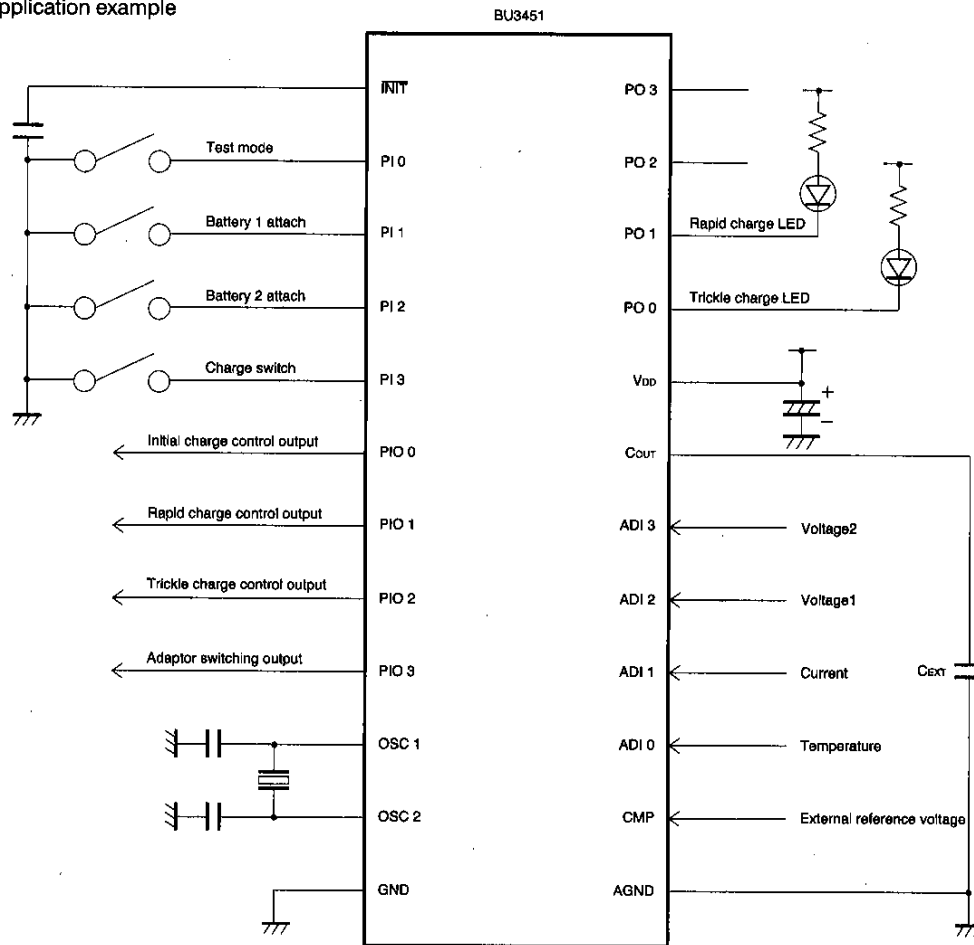 pplication example
BU3451
INIT
PO 3
Test mode
PI 0
PO 2
Battery 1 attach
PI 1
PO 1
Rapid charge LED
Battery 2 attach
PI 2
PO 0
Trickle charge LED
Charge switch
PI 3
VDD
+
−
Initial charge control output
PIO 0
COUT
Rapid charge control output
PIO 1
ADI 3
Voltage2
Trickle charge control output
PIO 2
ADI 2
Voltage1
Adaptor switching output
PIO 3
ADI 1
Current
CEXT
OSC 1
ADI 0
Temperature
OSC 2
CMP
External reference voltage
GND
AGND